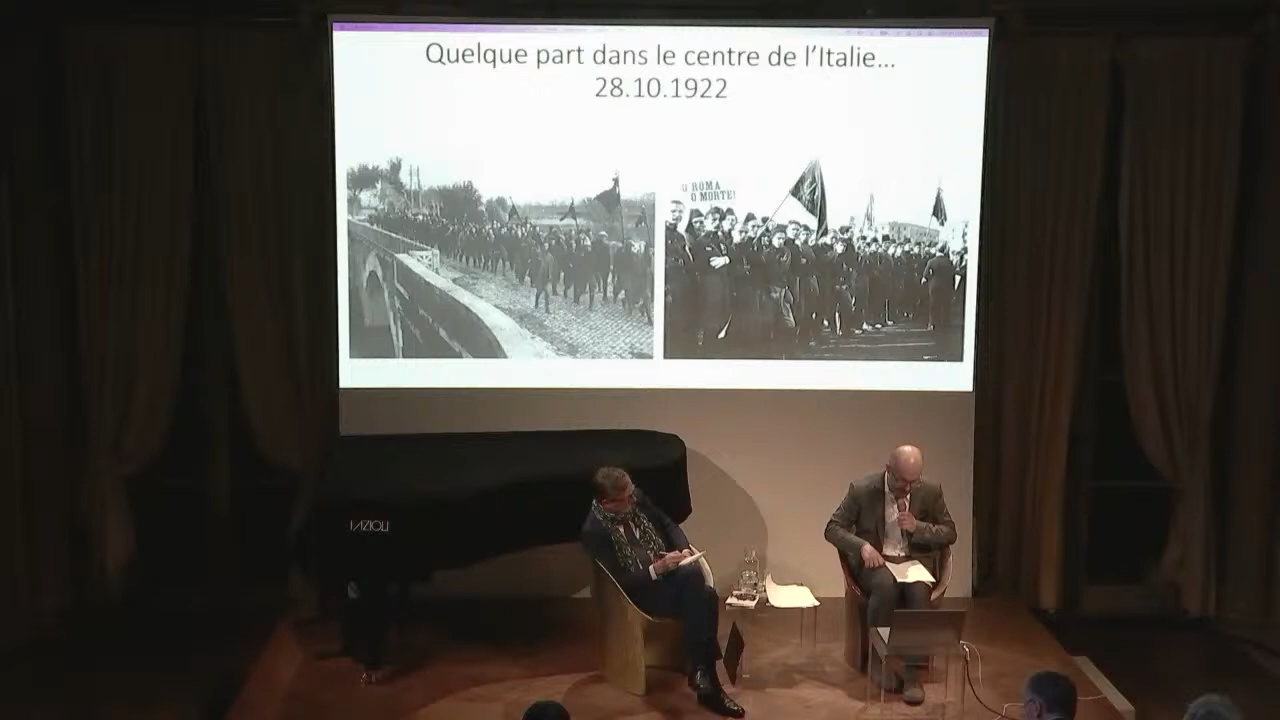 Quelque part dans le centre de l'Italie...
28.10.1922
O ROMA
O MORTE!
FAZIOLI